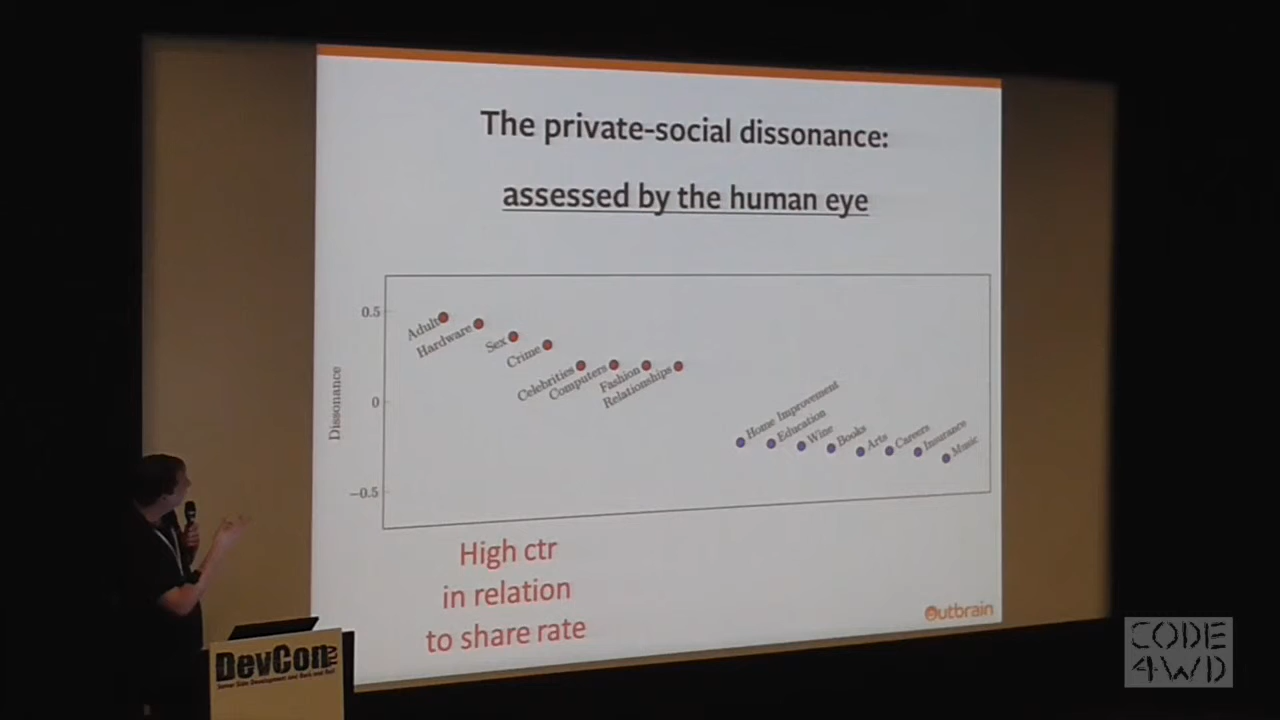 The private-social dissonance:
assessed by the human eye
0.5
0
−0.5
Dissonance
Adult
Hardware
Sex
Crime
Celebrities
Computers
Fashion
Relationships
Home Improvement
Education
Wine
Books
Arts
Careers
Insurance
Music
High ctr
in relation
to share rate
Outbrain
DevCon TLV
CODE
4WD